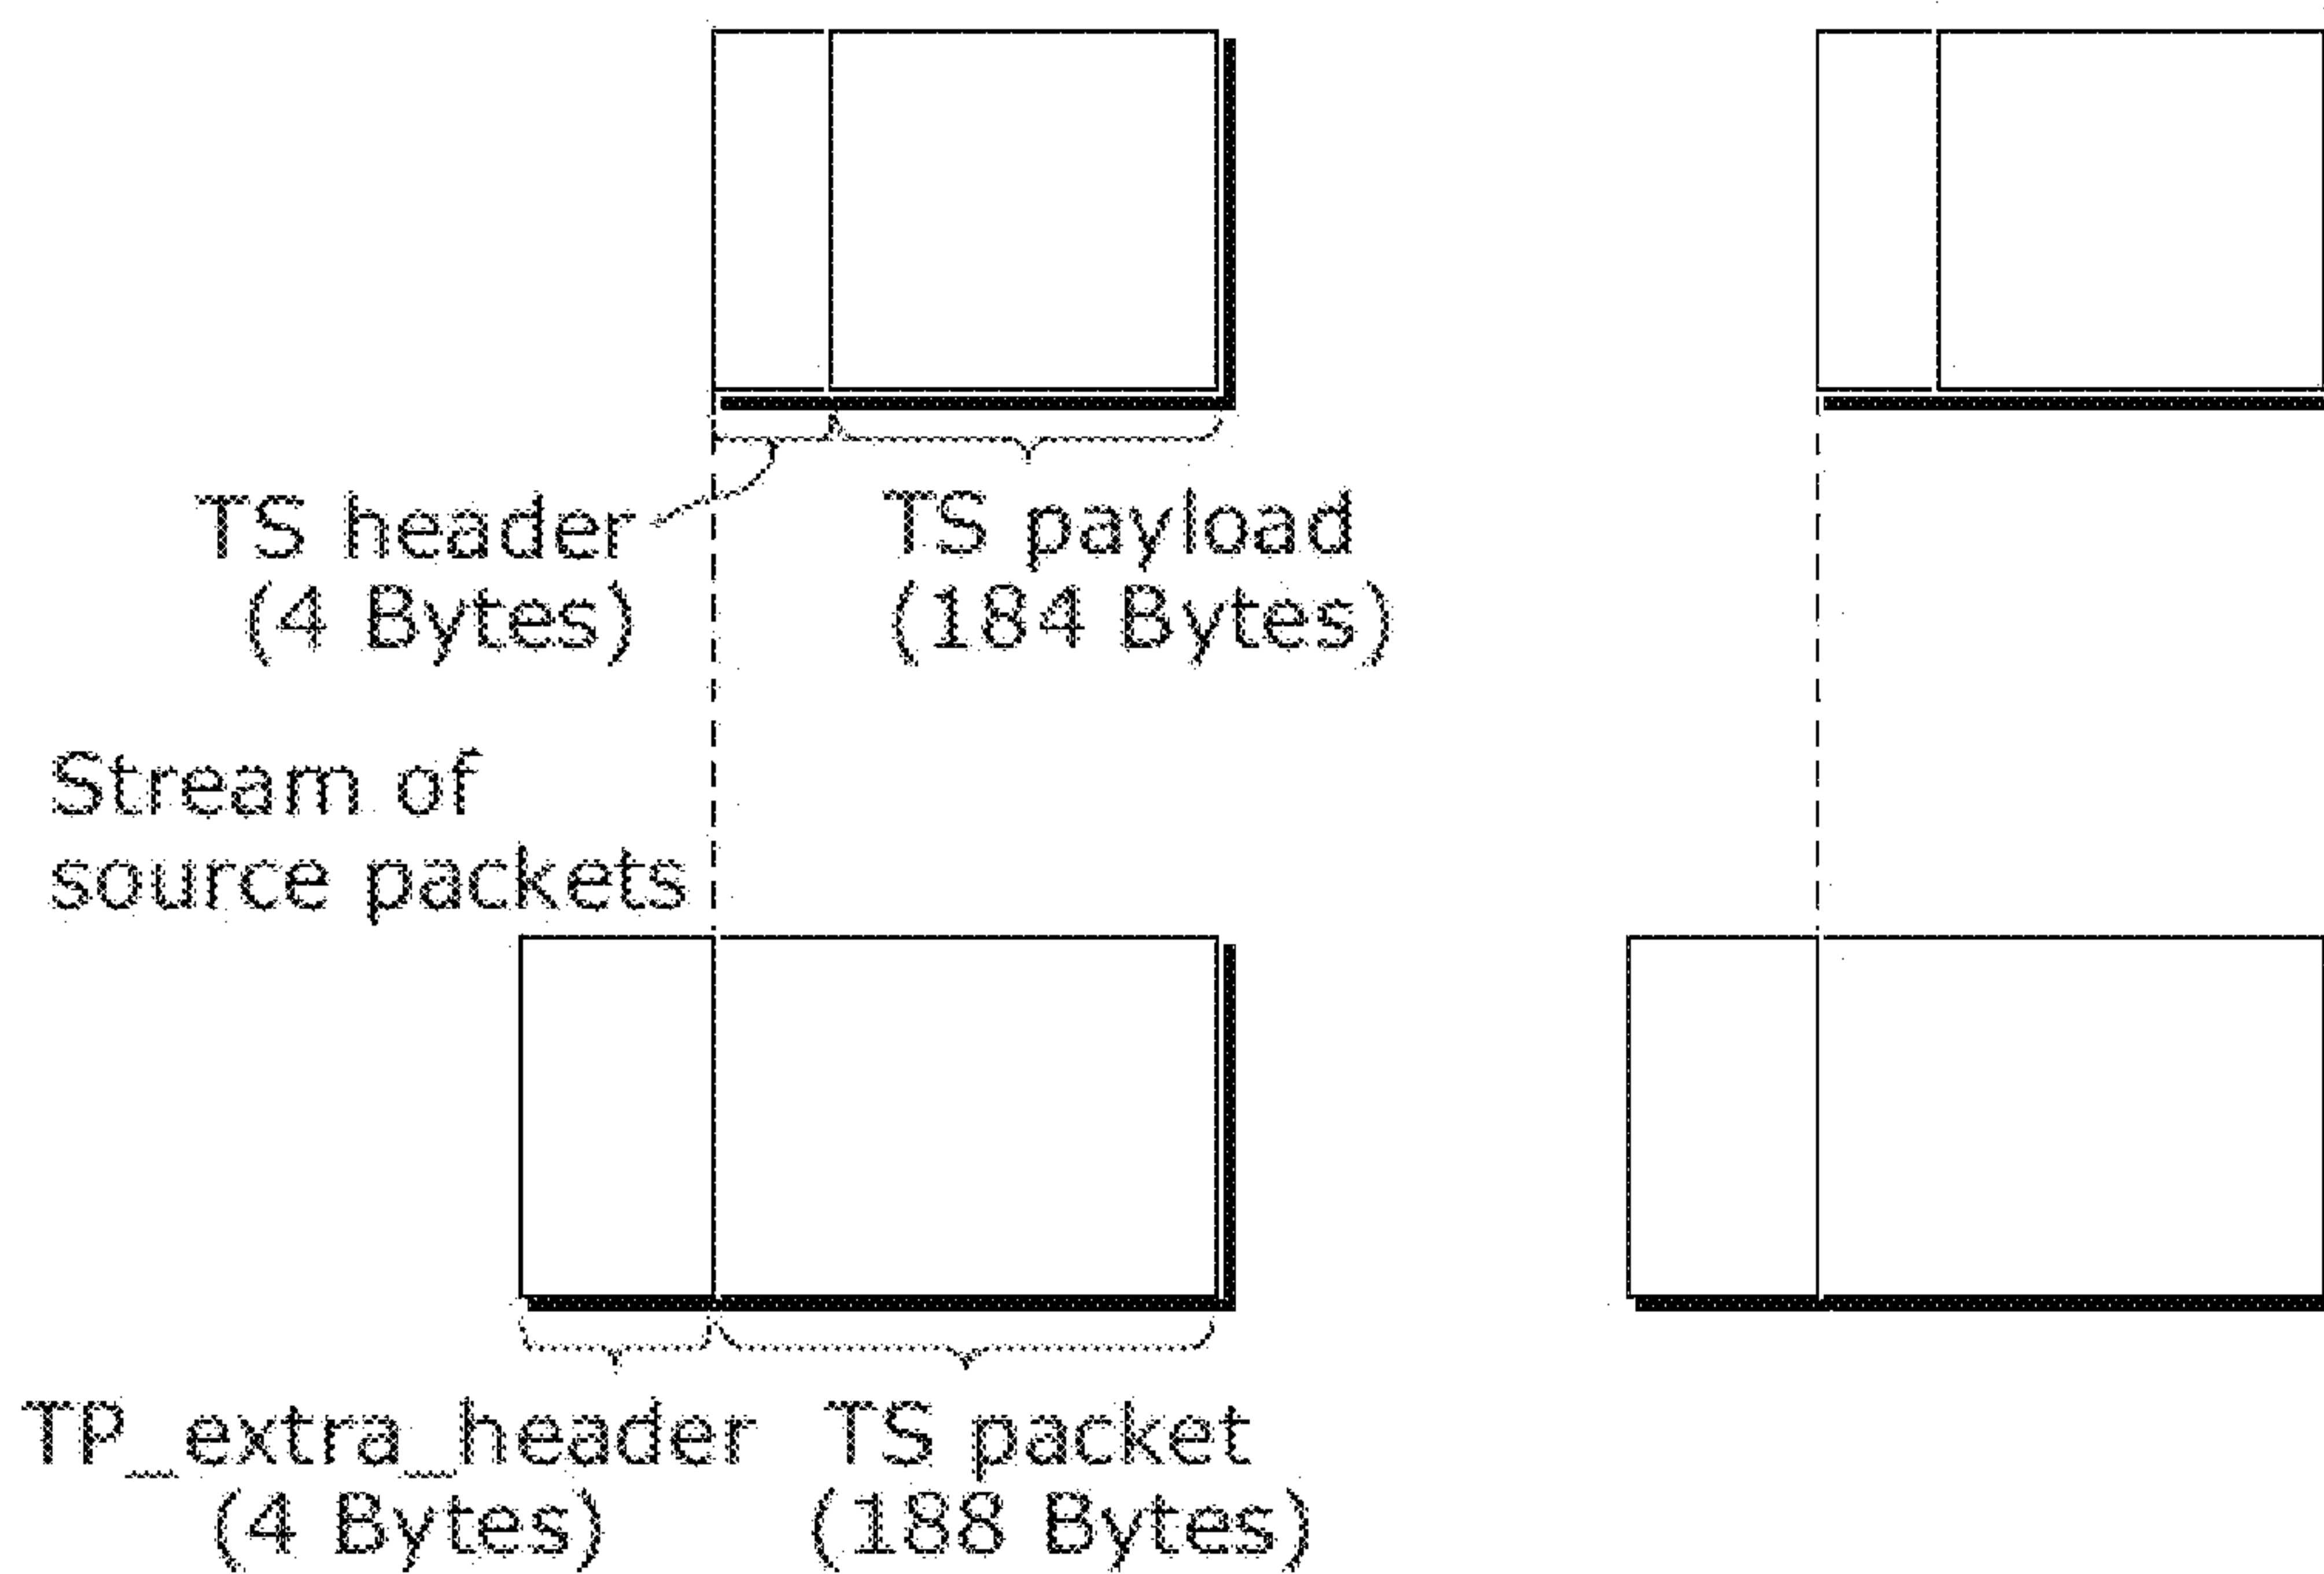 TS header
(4 Bytes)
TS payload
(184 Bytes)
Stream of
source packets
TP_extra_header
(4 Bytes)
TS packet
(188 Bytes)